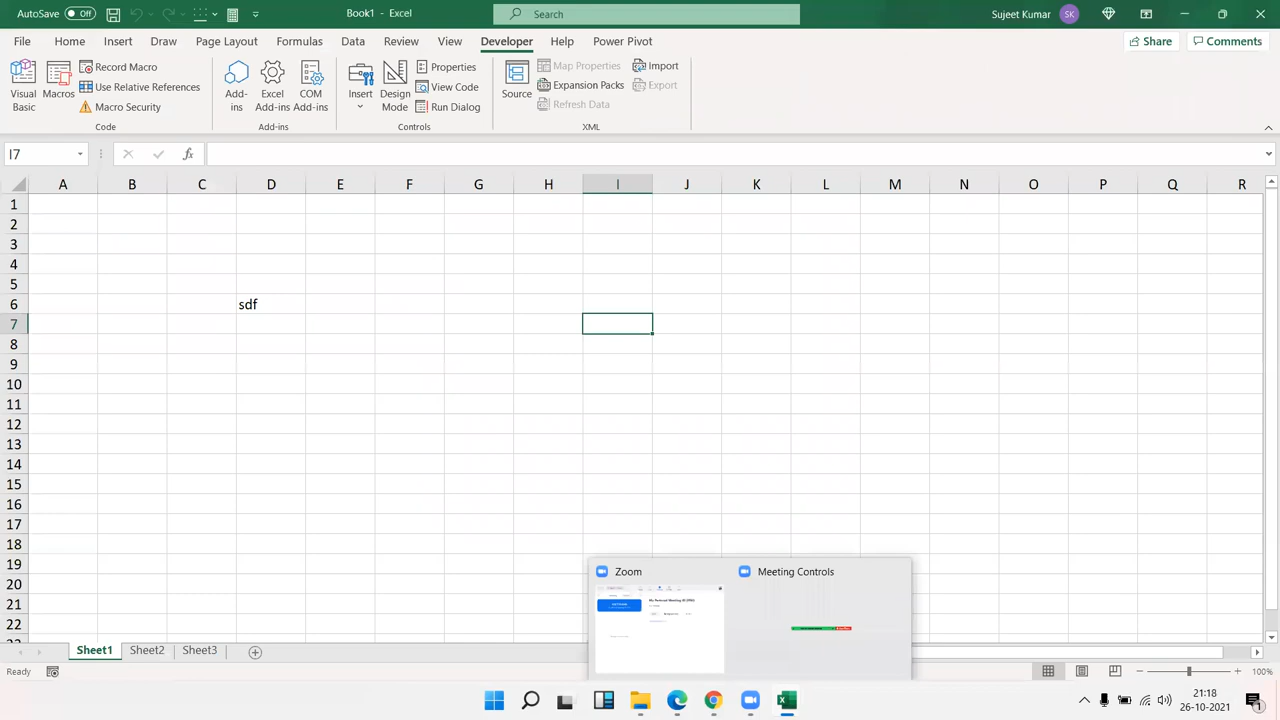 AutoSave Off Book1 - Excel Search Sujeet Kumar SK
File Home Insert Draw Page Layout Formulas Data Review View Developer Help Power Pivot Share Comments
Visual Basic
Macros
Record Macro
Use Relative References
Macro Security
Code
Add-ins
Excel Add-ins
COM Add-ins
Add-ins
Insert
Design Mode
Properties
View Code
Run Dialog
Controls
Source
Map Properties
Expansion Packs
Refresh Data
Import
Export
XML
I7 fx
A B C D E F G H I J K L M N O P Q R
1
2
3
4
5
6 sdf
7
8
9
10
11
12
13
14
15
16
17
18
19
20
21
22
Zoom
Meeting Controls
Sheet1 Sheet2 Sheet3
Ready 100%
21:18
26-10-2021
1